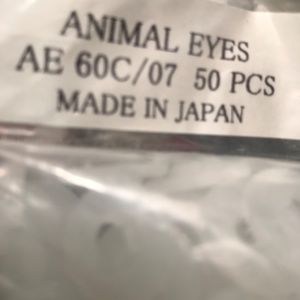 ANIMAL EYES
AE 60C/07 50 PCS
MADE IN JAPAN